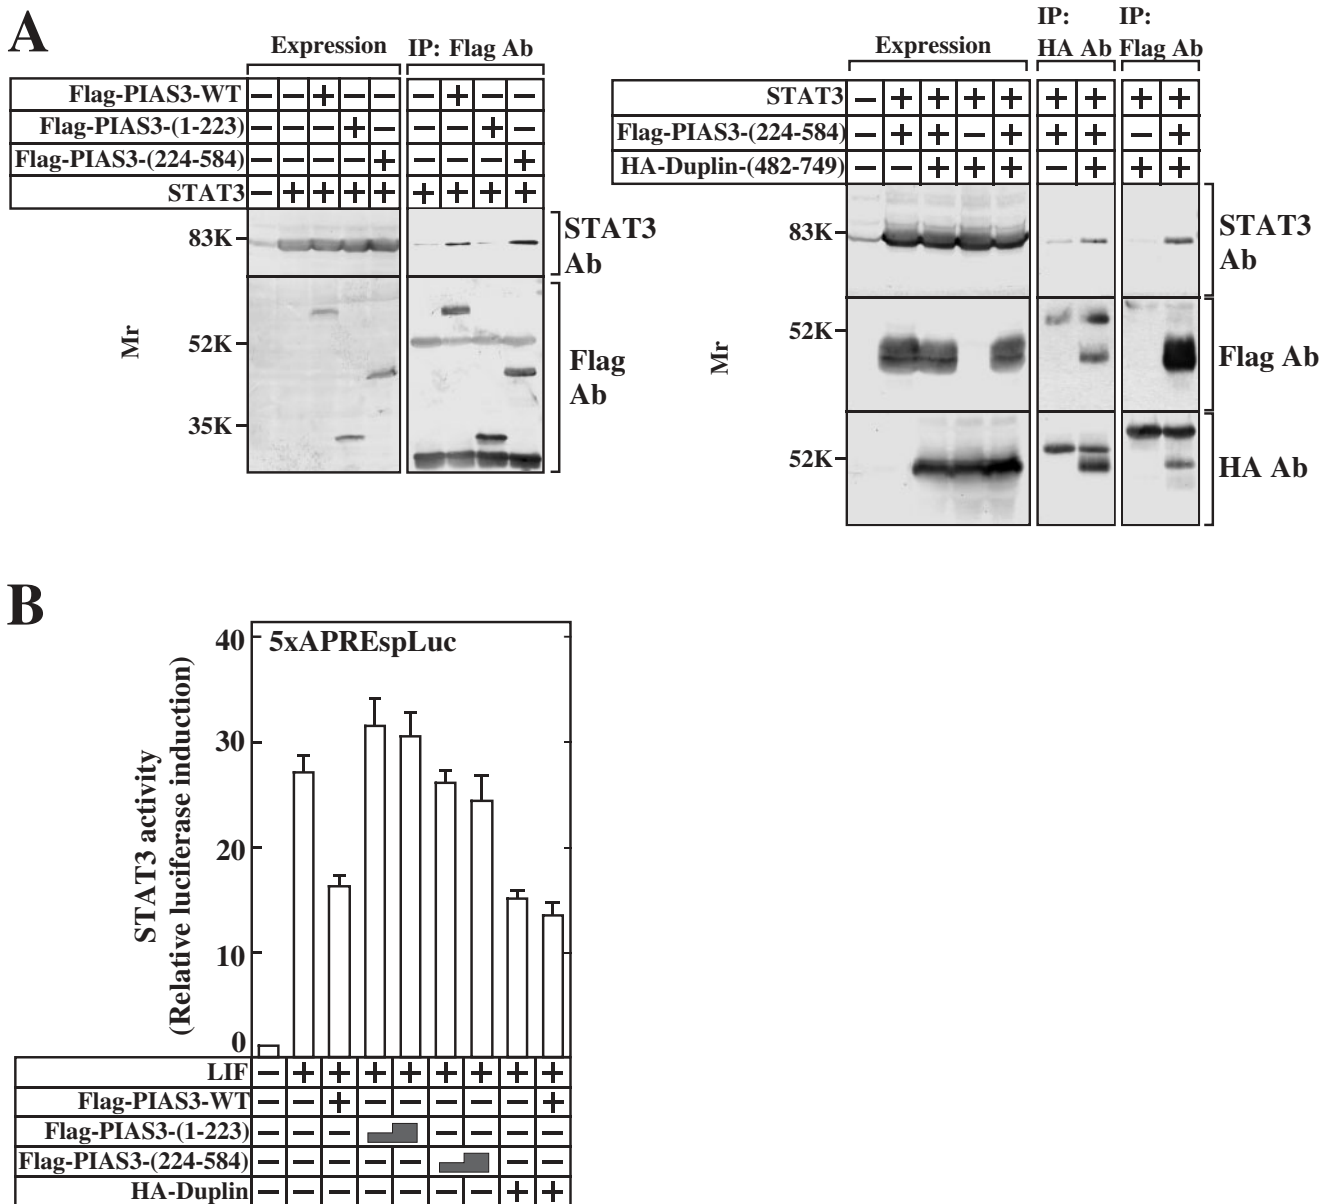 A
Expression
IP: Flag Ab
Flag-PIAS3-WT − − + − − − + − −
Flag-PIAS3-(1-223) − − − + − − − + −
Flag-PIAS3-(224-584) − − − − + − − − +
STAT3 − + + + + + + + +
83K
STAT3
Ab
Mr
52K
35K
Flag
Ab
Expression
IP:
HA Ab
IP:
Flag Ab
STAT3 − + + + + + + + +
Flag-PIAS3-(224-584) − + + − + + + − +
HA-Duplin-(482-749) − − + + + − + + +
83K
STAT3
Ab
Mr
52K
Flag Ab
52K
HA Ab
B
5xAPREspLuc
STAT3 activity
(Relative luciferase induction)
40
30
20
10
0
LIF − + + + + + + + +
Flag-PIAS3-WT − − + − − − − − +
Flag-PIAS3-(1-223) − − − − − − −
Flag-PIAS3-(224-584) − − − − − − −
HA-Duplin − − − − − − − + +